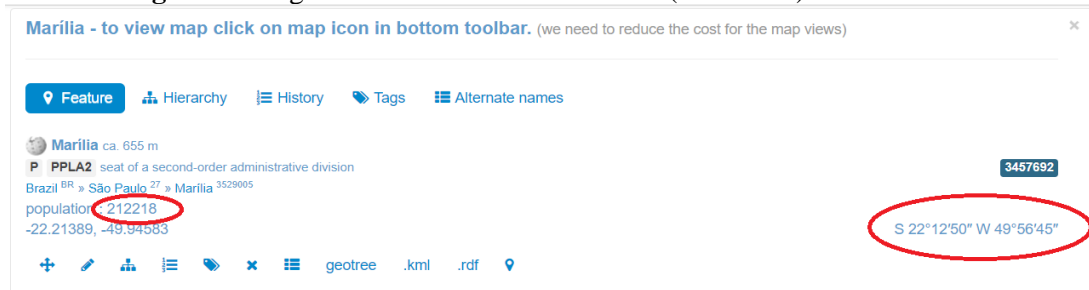 Marília - to view map click on map icon in bottom toolbar. (we need to reduce the cost for the map views) ×
Feature Hierarchy History Tags Alternate names
Marília ca. 655 m
P PPLA2 seat of a second-order administrative division 3457692
Brazil BR » São Paulo 27 » Marília 3529005
population : 212218
-22.21389, -49.94583 S 22°12′50″ W 49°56′45″
geotree .kml .rdf